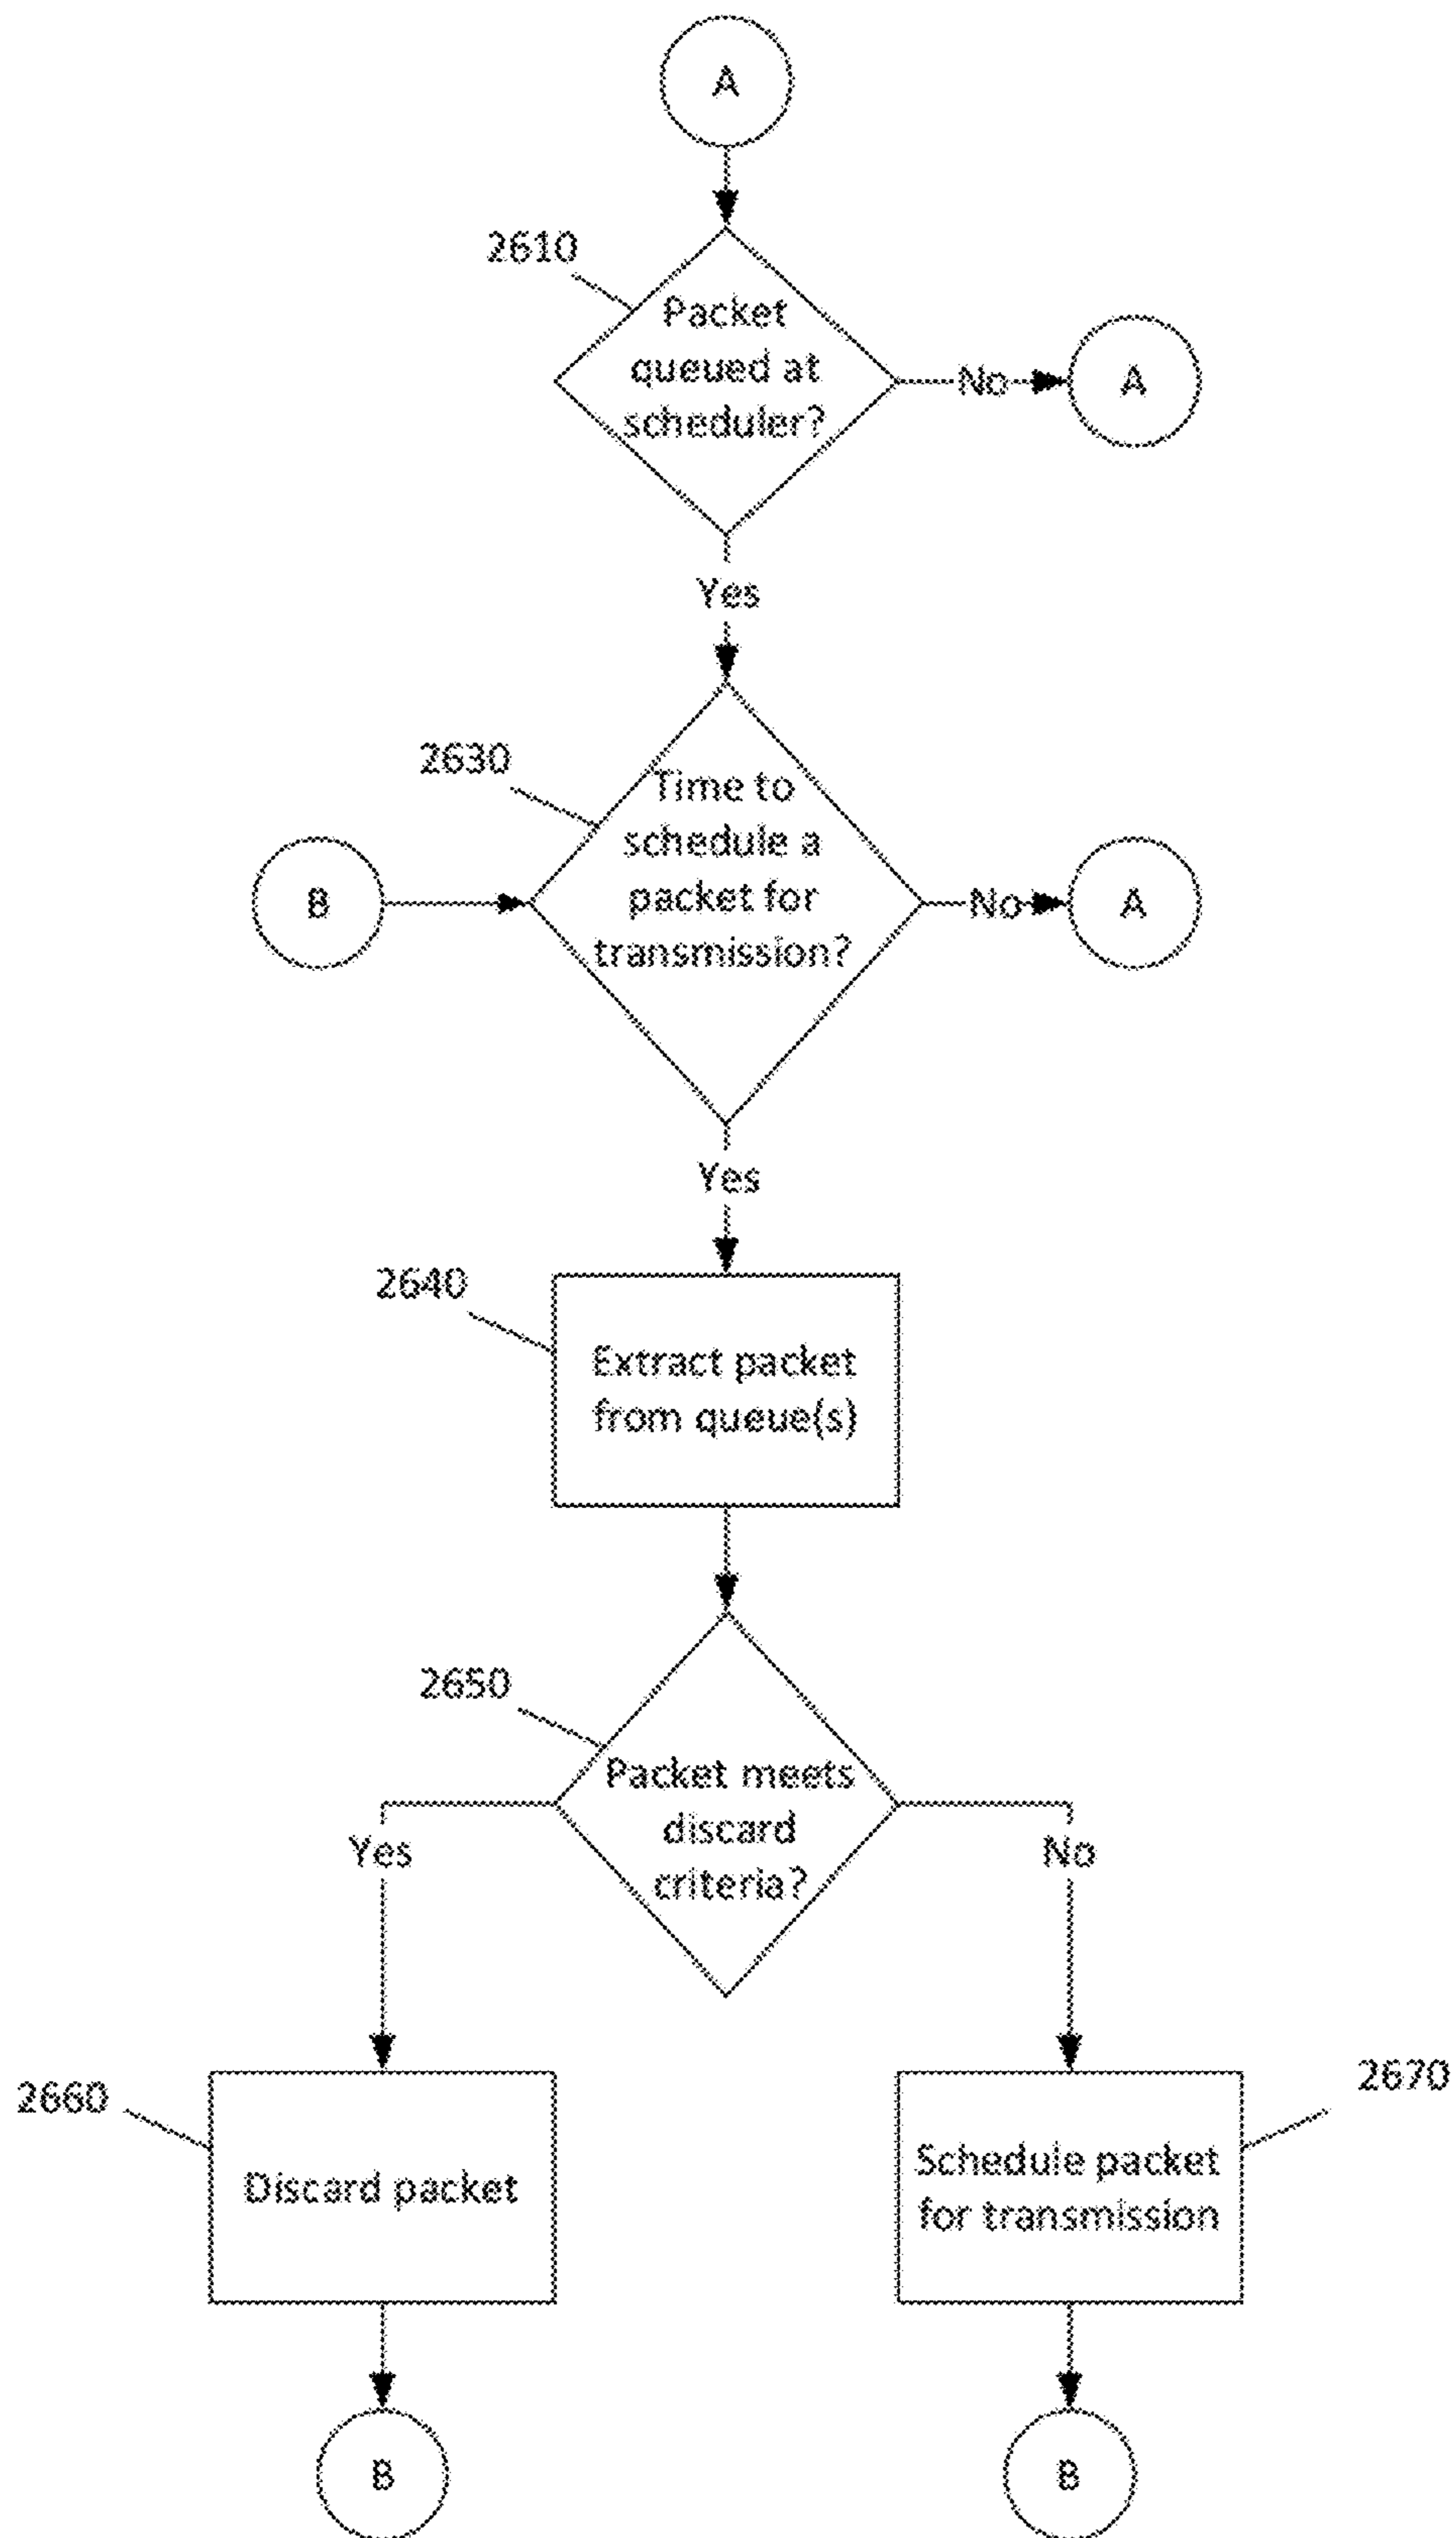 A
2610
Packet
queued at
scheduler?
No
A
Yes
2630
Time to
schedule a
packet for
transmission?
B
No
A
Yes
2640
Extract packet
from queue(s)
2650
Packet meets
discard
criteria?
Yes
No
2660
Discard packet
2670
Schedule packet
for transmission
B
B